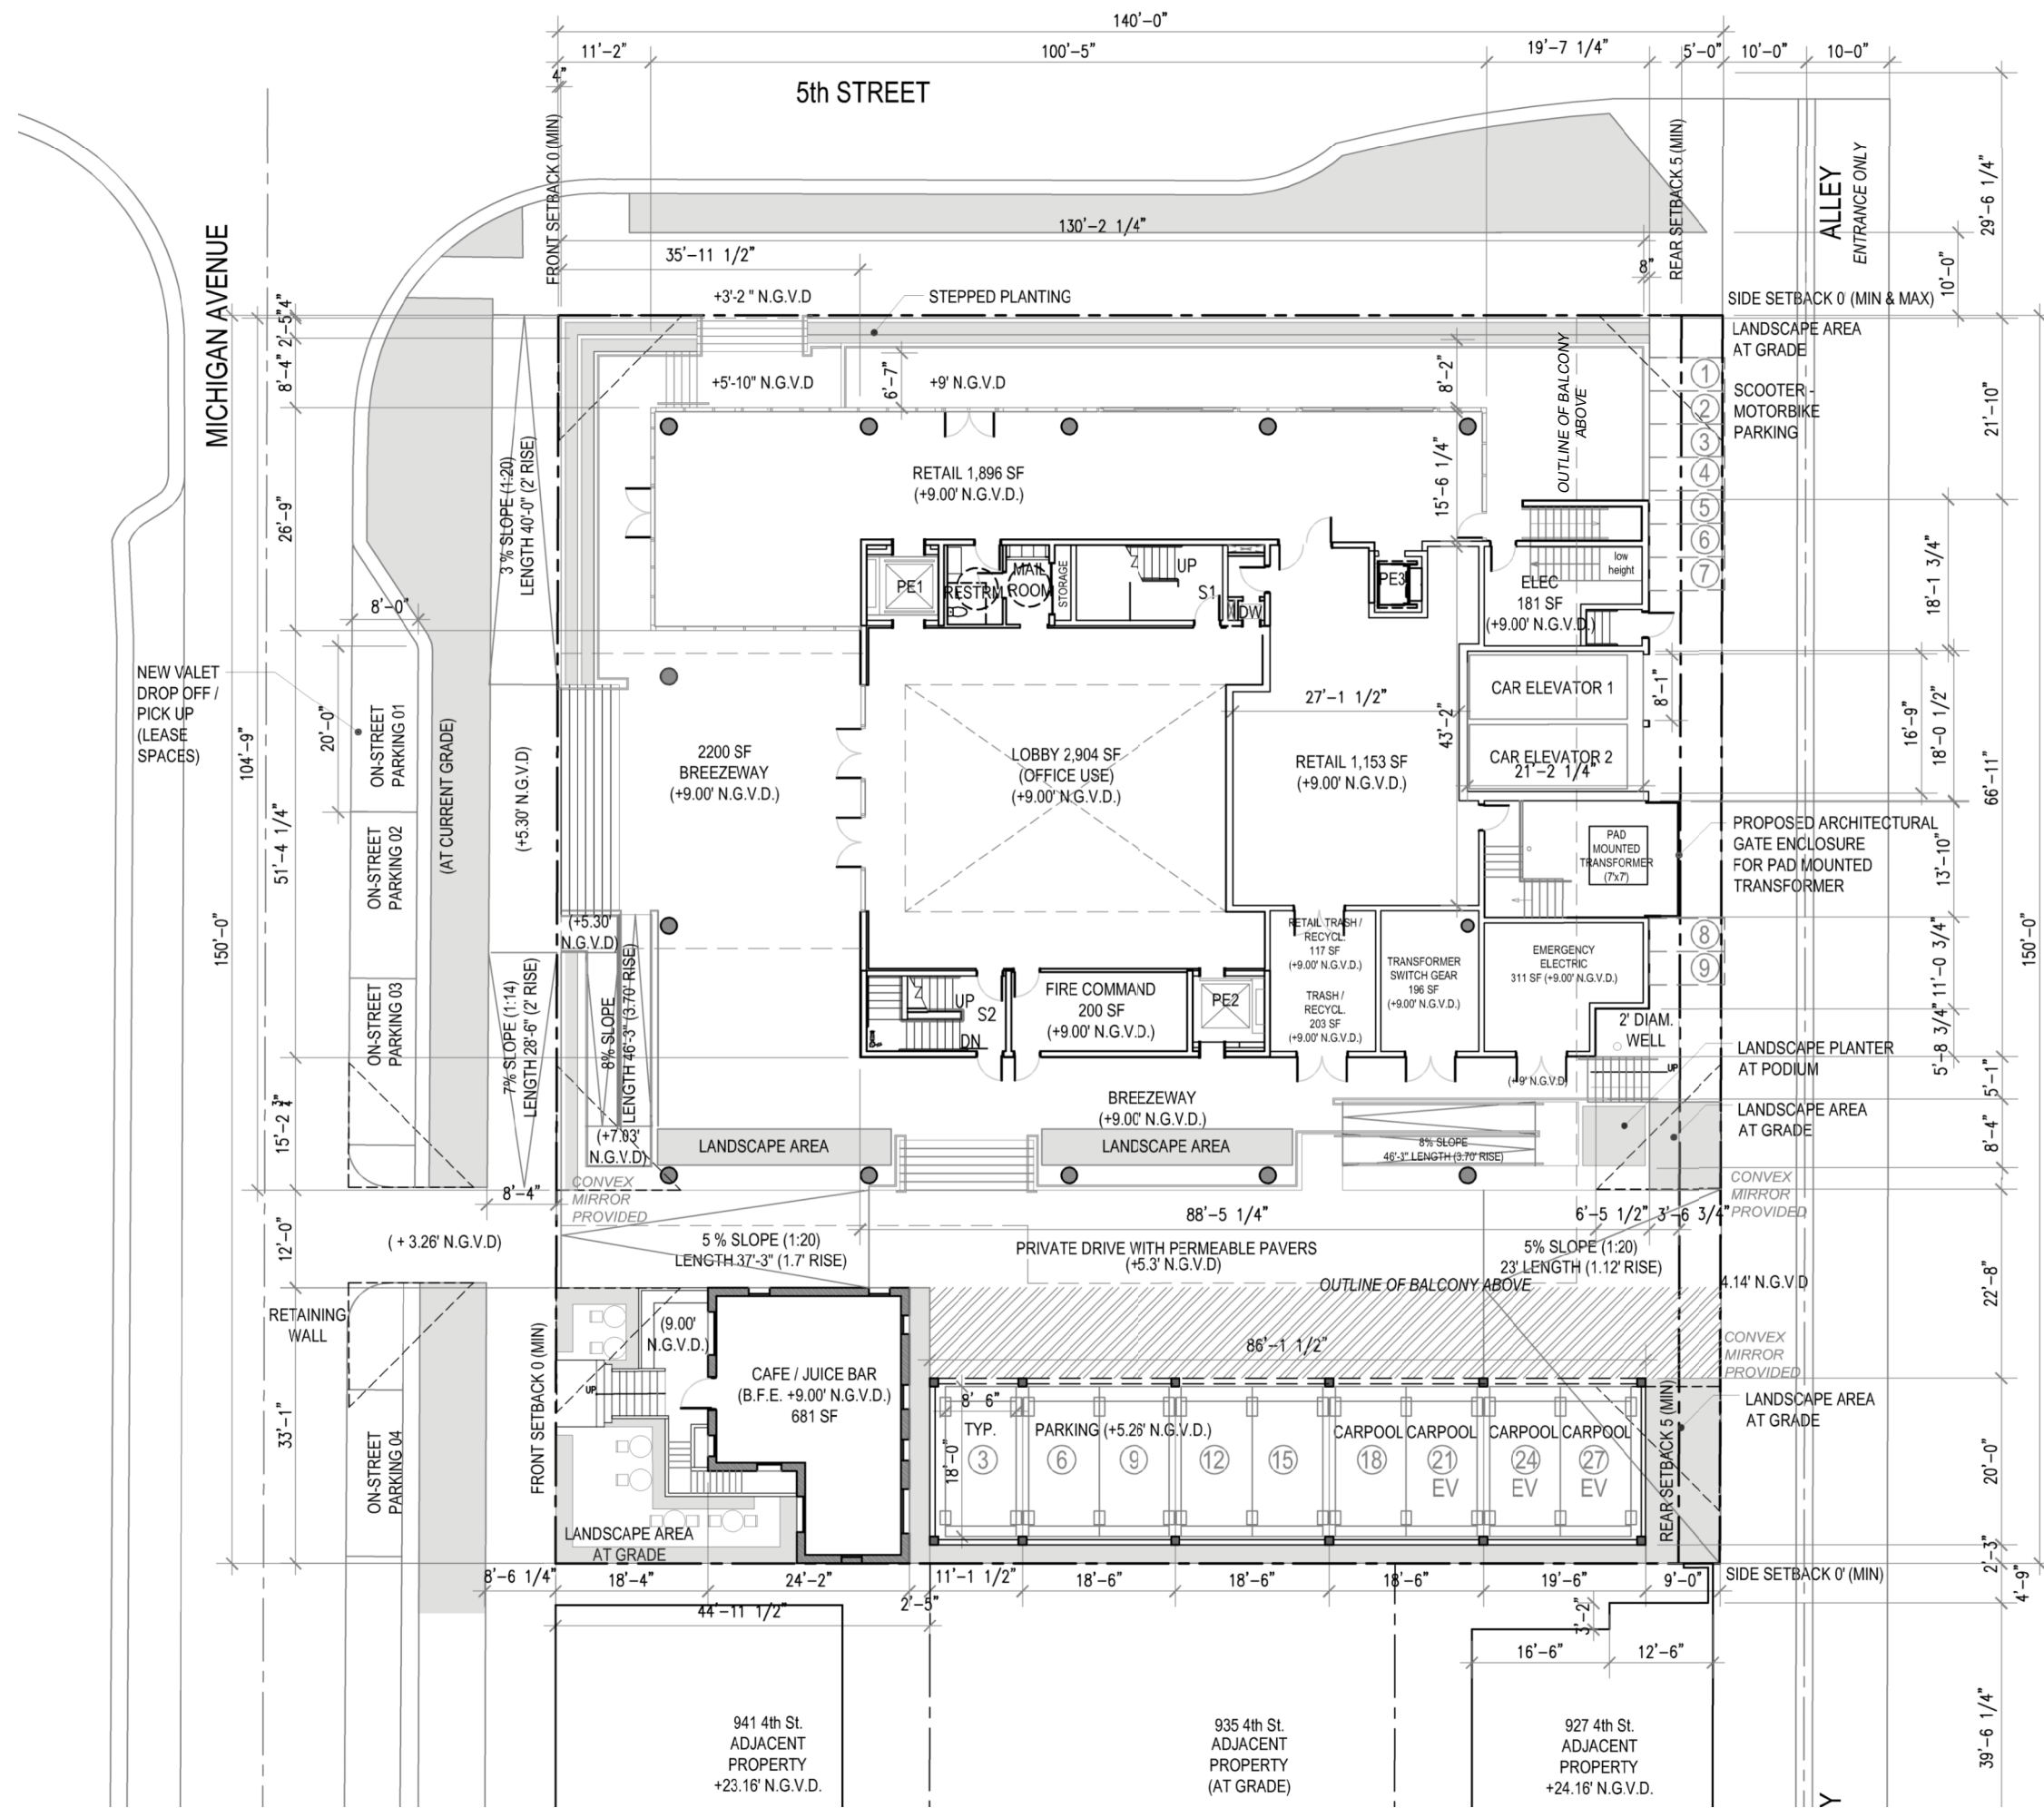 140'-0"
11'-2"
100'-5"
19'-7 1/4"
5'-0"
10'-0"
10-0"
4"
5th STREET
FRONT SETBACK 0 (MIN)
REAR SETBACK 5 (MIN)
ALLEY
ENTRANCE ONLY
29'-6 1/4"
130'-2 1/4"
35'-11 1/2"
8"
10'-0"
MICHIGAN AVENUE
+3'-2 " N.G.V.D
STEPPED PLANTING
SIDE SETBACK 0' (MIN & MAX)
LANDSCAPE AREA
AT GRADE
4"
2'-5"
8'-4"
+5'-10" N.G.V.D
6'-7"
+9' N.G.V.D
8'-2"
OUTLINE OF BALCONY
ABOVE
1
SCOOTER -
MOTORBIKE
PARKING
2
3
4
5
6
7
21'-10"
3 % SLOPE (1:20)
LENGTH 40'-0" (2' RISE)
RETAIL 1,896 SF
(+9.00' N.G.V.D.)
15'-6 1/4"
26'-9"
PE1
RESTRM
MAIL
ROOM
STORAGE
UP
S1
DW
PE3
low
height
ELEC
181 SF
(+9.00' N.G.V.D.)
18'-1 3/4"
8'-0"
NEW VALET
DROP OFF /
PICK UP
(LEASE
SPACES)
20'-0"
ON-STREET
PARKING 01
(AT CURRENT GRADE)
104'-9"
(+5.30' N.G.V.D)
2200 SF
BREEZEWAY
(+9.00' N.G.V.D.)
LOBBY 2,904 SF
(OFFICE USE)
(+9.00' N.G.V.D.)
27'-1 1/2"
43'-2"
RETAIL 1,153 SF
(+9.00' N.G.V.D.)
CAR ELEVATOR 1
8'-1"
CAR ELEVATOR 2
21'-2 1/4"
16'-9"
18'-0 1/2"
66'-11"
51'-4 1/4"
ON-STREET
PARKING 02
PAD
MOUNTED
TRANSFORMER
(7'x7')
PROPOSED ARCHITECTURAL
GATE ENCLOSURE
FOR PAD MOUNTED
TRANSFORMER
13'-10"
150'-0"
150'-0"
(+5.30'
N.G.V.D)
RETAIL TRASH /
RECYCL.
117 SF
(+9.00' N.G.V.D.)
TRASH /
RECYCL.
203 SF
(+9.00' N.G.V.D.)
TRANSFORMER
SWITCH GEAR
196 SF
(+9.00' N.G.V.D.)
EMERGENCY
ELECTRIC
311 SF (+9.00' N.G.V.D.)
8
9
11'-0 3/4"
ON-STREET
PARKING 03
7% SLOPE (1:14)
LENGTH 28'-6" (2' RISE)
8% SLOPE
LENGTH 46'-3" (3.70' RISE)
UP
S2
DN
FIRE COMMAND
200 SF
(+9.00' N.G.V.D.)
PE2
2' DIAM.
WELL
UP
LANDSCAPE PLANTER
AT PODIUM
5'-8 3/4"
5'-1"
(+9' N.G.V.D)
BREEZEWAY
(+9.00' N.G.V.D.)
LANDSCAPE AREA
AT GRADE
15'-2 3/4"
(+7.03'
N.G.V.D)
LANDSCAPE AREA
LANDSCAPE AREA
8% SLOPE
46'-3" LENGTH (3.70' RISE)
8'-4"
CONVEX
MIRROR
PROVIDED
CONVEX
MIRROR
PROVIDED
8'-4"
88'-5 1/4"
6'-5 1/2"
3'-6 3/4"
12'-0"
( + 3.26' N.G.V.D)
5 % SLOPE (1:20)
LENGTH 37'-3" (1.7' RISE)
PRIVATE DRIVE WITH PERMEABLE PAVERS
(+5.3' N.G.V.D)
5% SLOPE (1:20)
23' LENGTH (1.12' RISE)
OUTLINE OF BALCONY ABOVE
4.14' N.G.V.D
22'-8"
RETAINING
WALL
FRONT SETBACK 0 (MIN)
(9.00'
N.G.V.D.)
UP
CAFE / JUICE BAR
(B.F.E. +9.00' N.G.V.D.)
681 SF
86'-1 1/2"
CONVEX
MIRROR
PROVIDED
33'-1"
ON-STREET
PARKING 04
8' 6"
TYP.
18'-0"
PARKING (+5.26' N.G.V.D.)
CARPOOL
CARPOOL
CARPOOL
CARPOOL
3
6
9
12
15
18
21
EV
24
EV
27
EV
REAR SETBACK 5 (MIN)
LANDSCAPE AREA
AT GRADE
20'-0"
LANDSCAPE AREA
AT GRADE
2'-3"
SIDE SETBACK 0' (MIN)
4'-9"
8'-6 1/4"
18'-4"
24'-2"
2'-5"
11'-1 1/2"
18'-6"
18'-6"
18'-6"
19'-6"
9'-0"
44'-11 1/2"
3'-2"
16'-6"
12'-6"
941 4th St.
ADJACENT
PROPERTY
+23.16' N.G.V.D.
935 4th St.
ADJACENT
PROPERTY
(AT GRADE)
927 4th St.
ADJACENT
PROPERTY
+24.16' N.G.V.D.
39'-6 1/4"